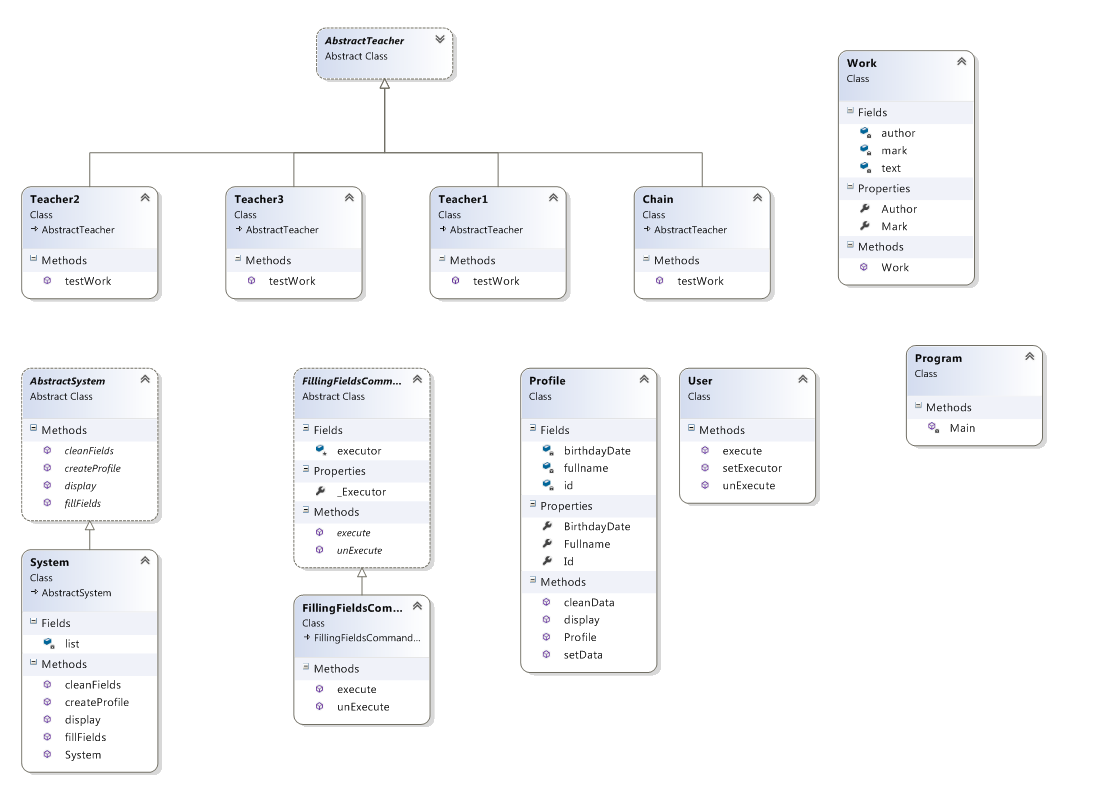 AbstractTeacher
Abstract Class
Work
Class
Fields
author
mark
text
Properties
Author
Mark
Methods
Work
Teacher2
Class
AbstractTeacher
Methods
testWork
Teacher3
Class
AbstractTeacher
Methods
testWork
Teacher1
Class
AbstractTeacher
Methods
testWork
Chain
Class
AbstractTeacher
Methods
testWork
AbstractSystem
Abstract Class
Methods
cleanFields
createProfile
display
fillFields
System
Class
AbstractSystem
Fields
list
Methods
cleanFields
createProfile
display
fillFields
System
FillingFieldsComm...
Abstract Class
Fields
executor
Properties
_Executor
Methods
execute
unExecute
FillingFieldsCom...
Class
FillingFieldsCommand...
Methods
execute
unExecute
Profile
Class
Fields
birthdayDate
fullname
id
Properties
BirthdayDate
Fullname
Id
Methods
cleanData
display
Profile
setData
User
Class
Methods
execute
setExecutor
unExecute
Program
Class
Methods
Main